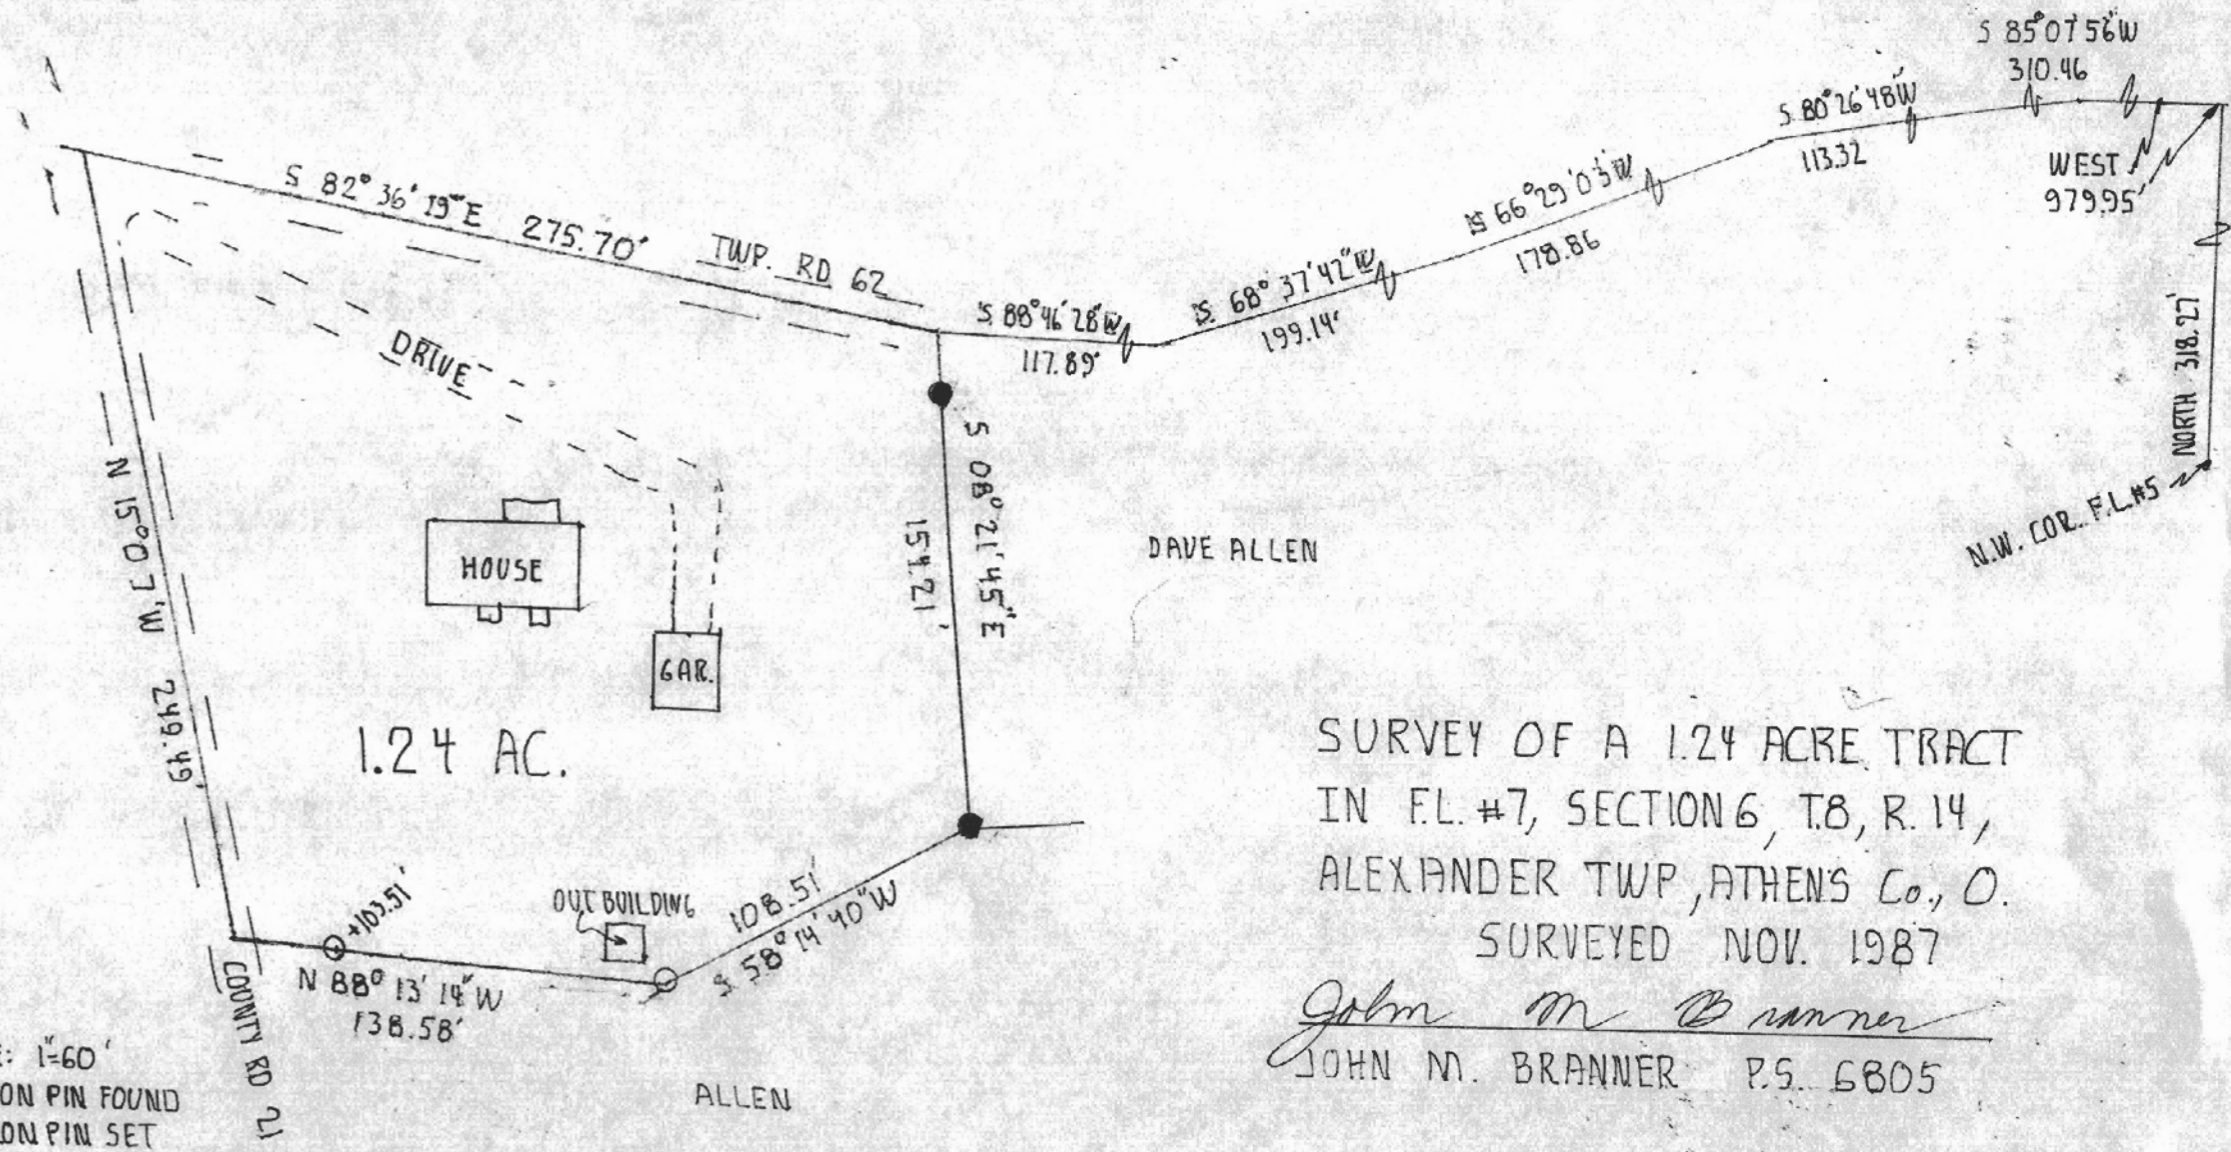 S 85°07'56"W
310.46
S 80°26'48"W
113.32
WEST
979.95'
S 66°29'03"W
178.86
S 68°37'42"W
199.14'
S 88°46'28"W
117.89'
S 82°36'19"E 275.70' TWP. RD 62
NORTH 318.27'
N.W. COR. F.L. #5
DRIVE
N 15°07'W 249.49'
HOUSE
GAR.
S 08°21'45"E
154.21'
DAVE ALLEN
1.24 AC.
+103.51'
OUTBUILDING
108.51'
S 58°14'40"W
N 88°13'14"W
138.58'
COUNTY RD 21
ALLEN
: 1"=60'
ON PIN FOUND
ON PIN SET
SURVEY OF A 1.24 ACRE TRACT
IN F.L. #7, SECTION 6, T.8, R. 14,
ALEXANDER TWP, ATHENS Co., O.
SURVEYED NOV. 1987
John M Branner
JOHN M. BRANNER P.S. 6805